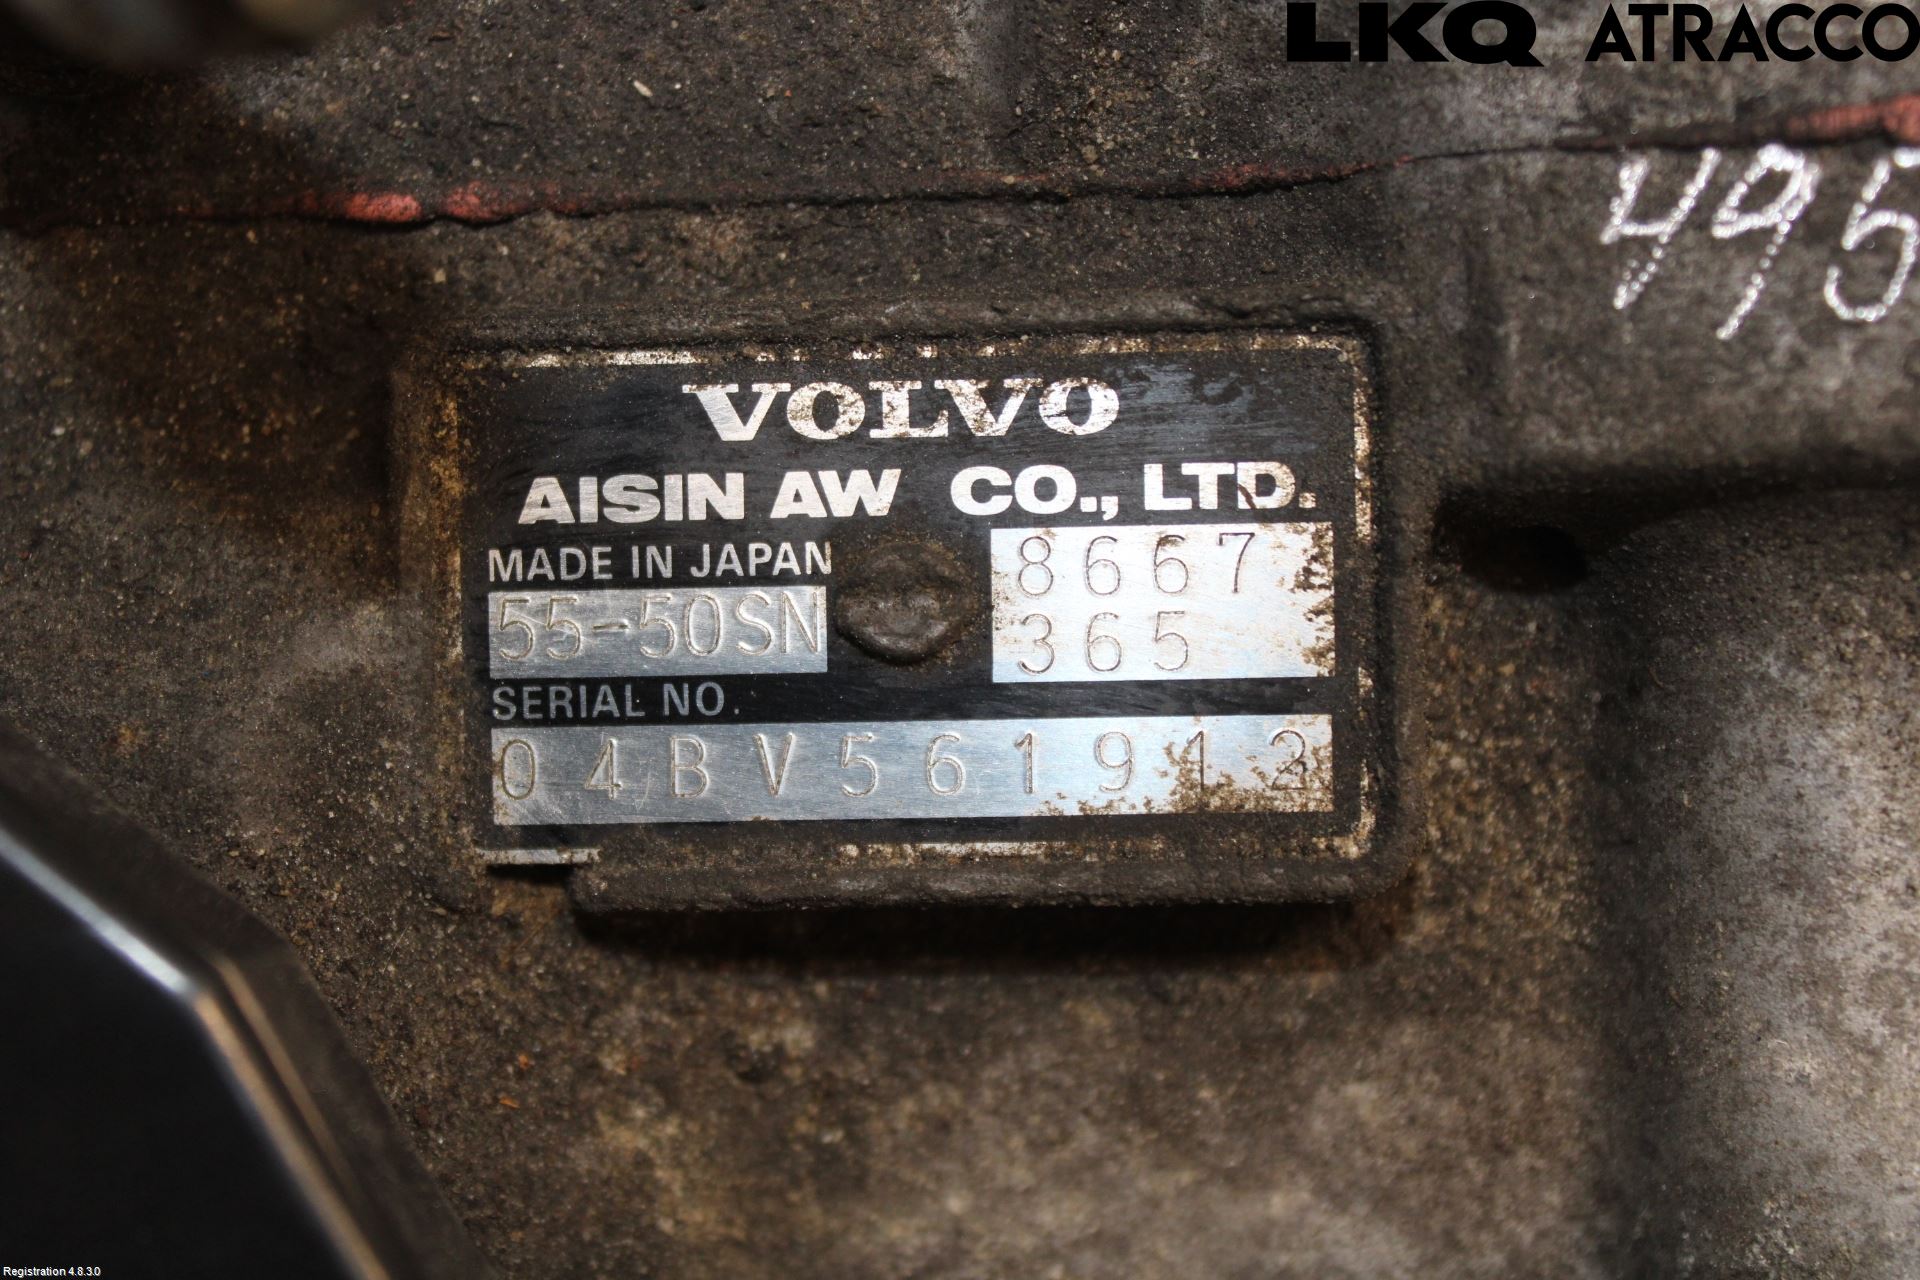 LKQ ATRACCO
495
VOLVO
AISIN AW CO., LTD.
MADE IN JAPAN
8667
55-50SN
365
SERIAL NO.
04BV561912
Registration 4.8.3.0